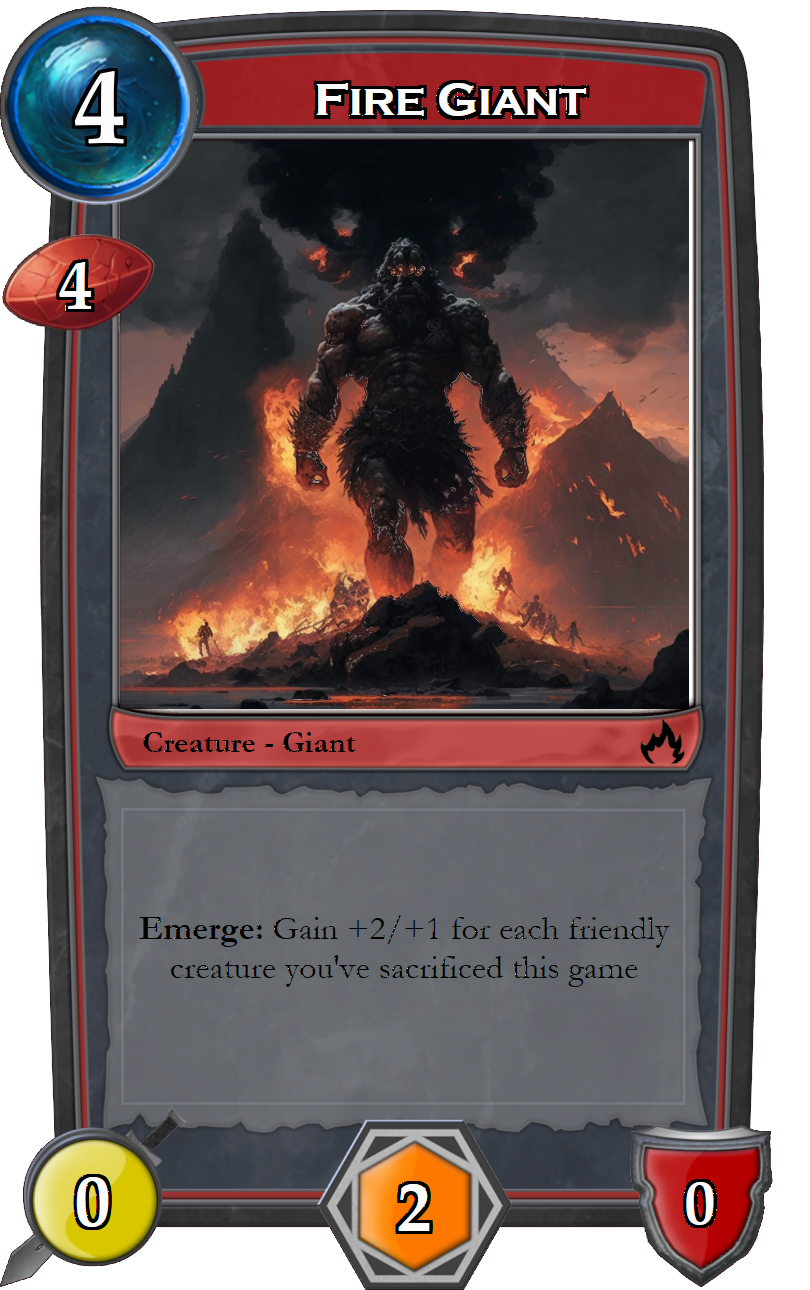 4
FIRE GIANT
4
Creature - Giant
Emerge: Gain +2/+1 for each friendly
creature you've sacrificed this game
0
2
0